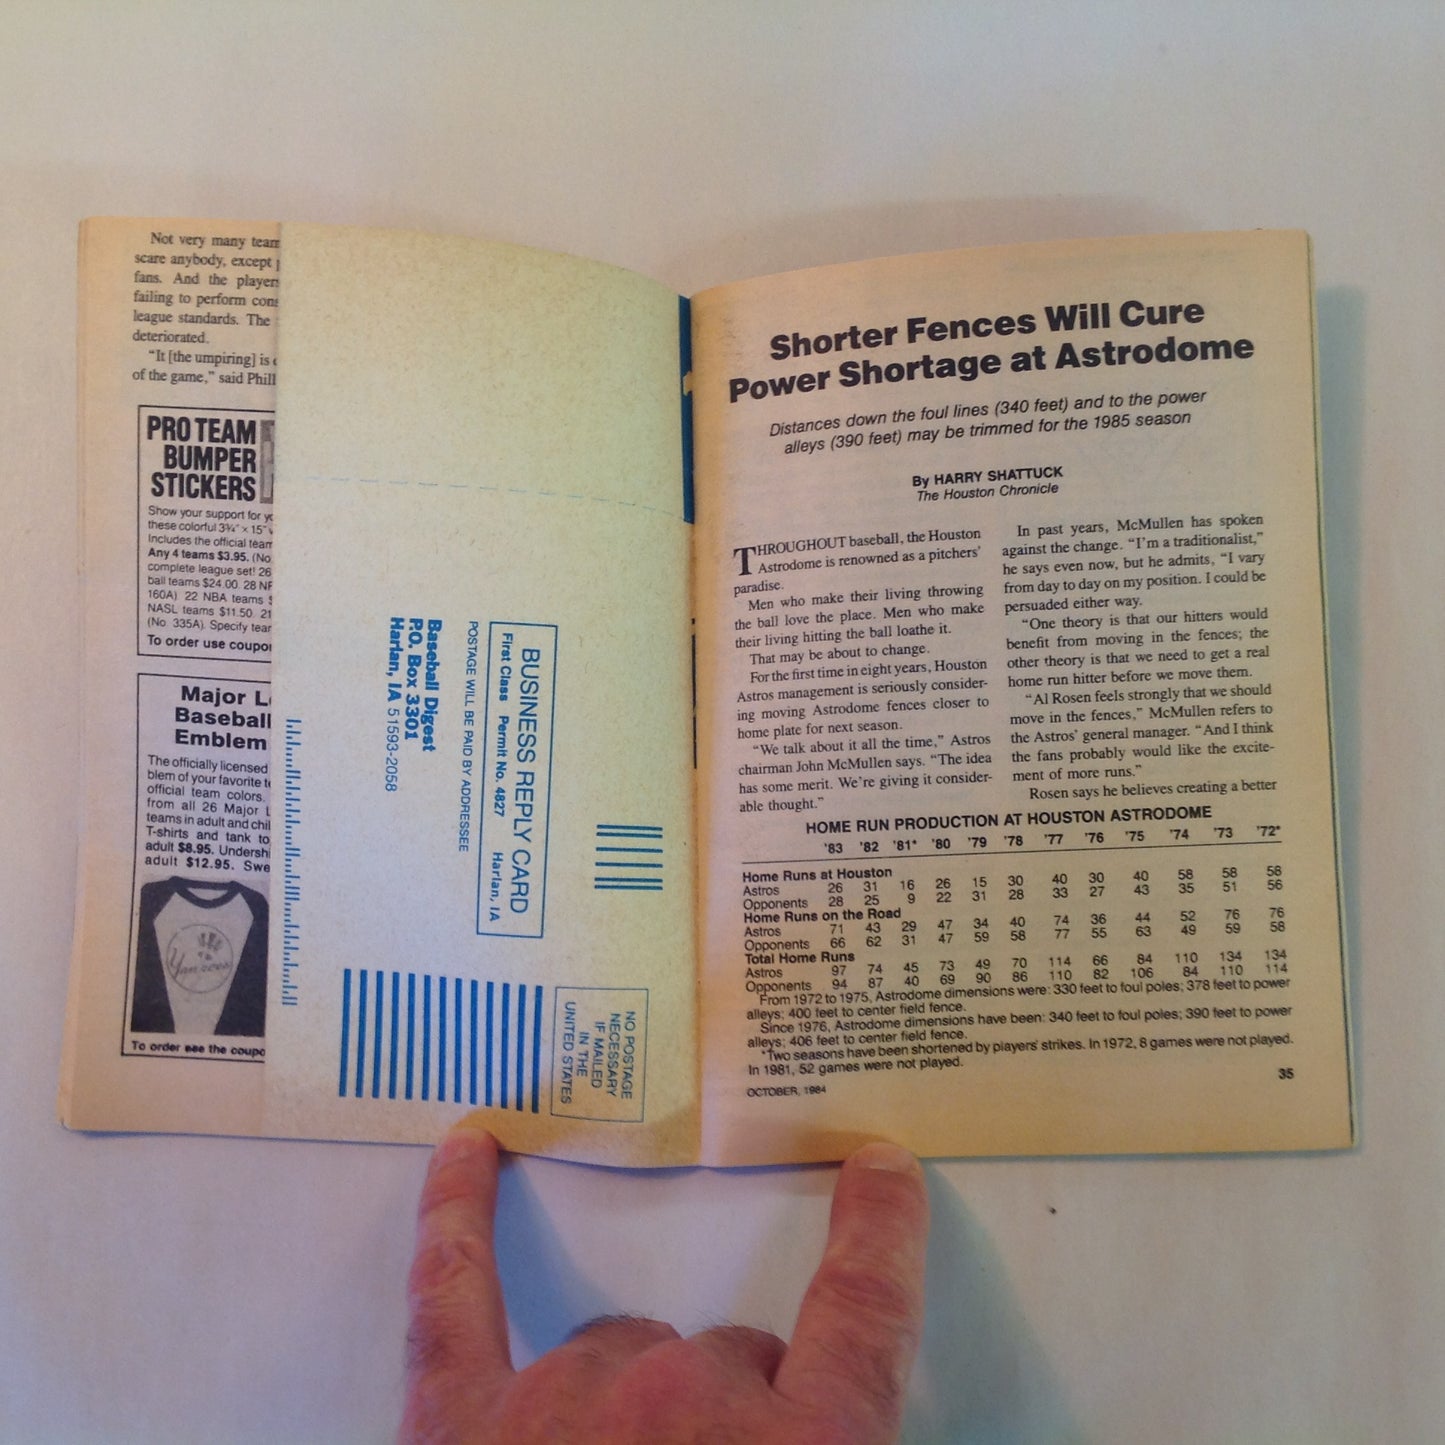 Not very many team
scare anybody, except
fans. And the player
failing to perform cons
league standards. The
deteriorated.
"It [the umpiring] is
of the game," said Phill
PRO TEAM
BUMPER
STICKERS
Show your support for
these colorful 3¾" × 15"
Includes the official team
Any 4 teams $3.95. (No
complete league set! 26
ball teams $24.00. 28 NF
160A) 22 NBA teams
NASL teams $11.50. 21
(No. 335A). Specify tear
To order use coupo
Major L
Baseball
Emblem
The officially licensed
blem of your favorite
official team colors.
from all 26 Major L
teams in adult and chil
T-shirts and tank to
adult $8.95. Undershi
adult $12.95. Swe
Yankees
To order see the coupo
BUSINESS REPLY CARD
First Class Permit No. 4827 Harlan, IA
POSTAGE WILL BE PAID BY ADDRESSEE
Baseball Digest
P.O. Box 3301
Harlan, IA 51593-2058
NO POSTAGE
NECESSARY
IF MAILED
IN THE
UNITED STATES
Shorter Fences Will Cure
Power Shortage at Astrodome
Distances down the foul lines (340 feet) and to the power
alleys (390 feet) may be trimmed for the 1985 season
By HARRY SHATTUCK
The Houston Chronicle
THROUGHOUT baseball, the Houston
Astrodome is renowned as a pitchers'
paradise.
Men who make their living throwing
the ball love the place. Men who make
their living hitting the ball loathe it.
That may be about to change.
For the first time in eight years, Houston
Astros management is seriously consider-
ing moving Astrodome fences closer to
home plate for next season.
"We talk about it all the time," Astros
chairman John McMullen says. "The idea
has some merit. We're giving it consider-
able thought."
In past years, McMullen has spoken
against the change. "I'm a traditionalist,"
he says even now, but he admits, "I vary
from day to day on my position. I could be
persuaded either way.
"One theory is that our hitters would
benefit from moving in the fences; the
other theory is that we need to get a real
home run hitter before we move them.
"Al Rosen feels strongly that we should
move in the fences," McMullen refers to
the Astros' general manager. "And I think
the fans probably would like the excite-
ment of more runs."
Rosen says he believes creating a better
HOME RUN PRODUCTION AT HOUSTON ASTRODOME
'83 '82 '81* '80 '79 '78 '77 '76 '75 '74 '73 '72*
Home Runs at Houston
Astros 26 31 16 26 15 30 40 30 40 58 58 58
Opponents 28 25 9 22 31 28 33 27 43 35 51 56
Home Runs on the Road
Astros 71 43 29 47 34 40 74 36 44 52 76 76
Opponents 66 62 31 47 59 58 77 55 63 49 59 58
Total Home Runs
Astros 97 74 45 73 49 70 114 66 84 110 134 134
Opponents 94 87 40 69 90 86 110 82 106 84 110 114
From 1972 to 1975, Astrodome dimensions were: 330 feet to foul poles; 378 feet to power
alleys; 400 feet to center field fence.
Since 1976, Astrodome dimensions have been: 340 feet to foul poles; 390 feet to power
alleys; 406 feet to center field fence.
*Two seasons have been shortened by players' strikes. In 1972, 8 games were not played.
In 1981, 52 games were not played.
OCTOBER, 1984
35